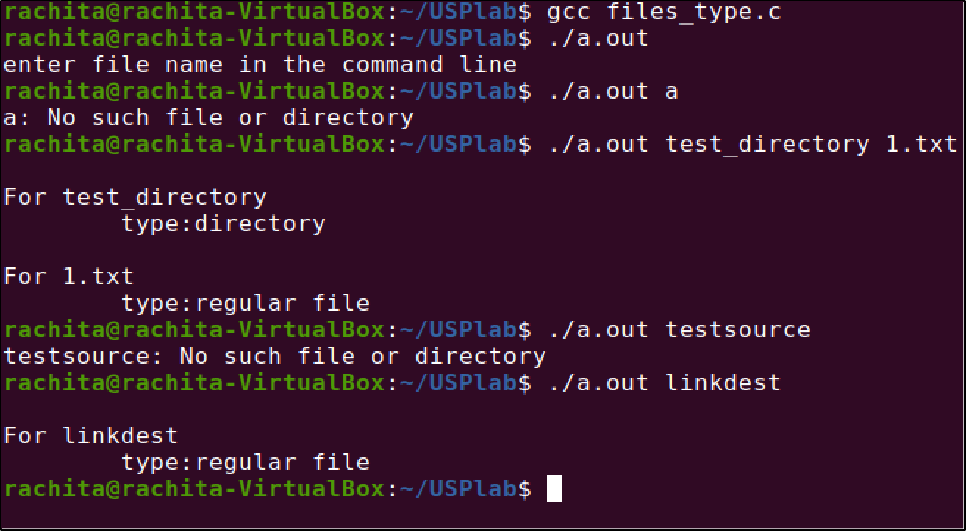 rachita@rachita-VirtualBox:~/USPlab$ gcc files_type.c
rachita@rachita-VirtualBox:~/USPlab$ ./a.out
enter file name in the command line
rachita@rachita-VirtualBox:~/USPlab$ ./a.out a
a: No such file or directory
rachita@rachita-VirtualBox:~/USPlab$ ./a.out test_directory 1.txt
For test_directory
type:directory
For 1.txt
type:regular file
rachita@rachita-VirtualBox:~/USPlab$ ./a.out testsource
testsource: No such file or directory
rachita@rachita-VirtualBox:~/USPlab$ ./a.out linkdest
For linkdest
type:regular file
rachita@rachita-VirtualBox:~/USPlab$